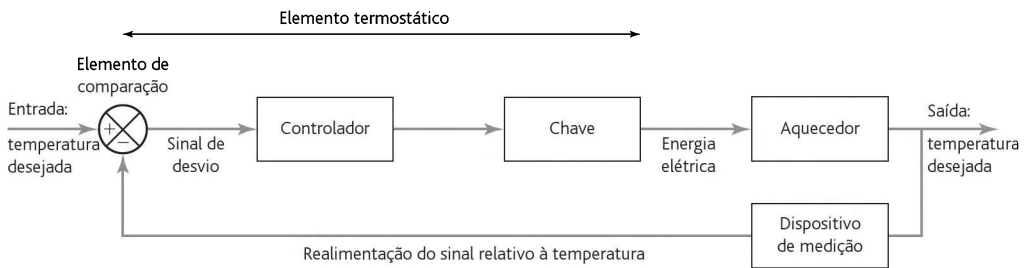 Elemento termostático
Elemento de
comparação
Entrada:
+
−
temperatura
desejada
Sinal de
desvio
Controlador
Chave
Energia
elétrica
Aquecedor
Saída:
temperatura
desejada
Dispositivo
de medição
Realimentação do sinal relativo à temperatura